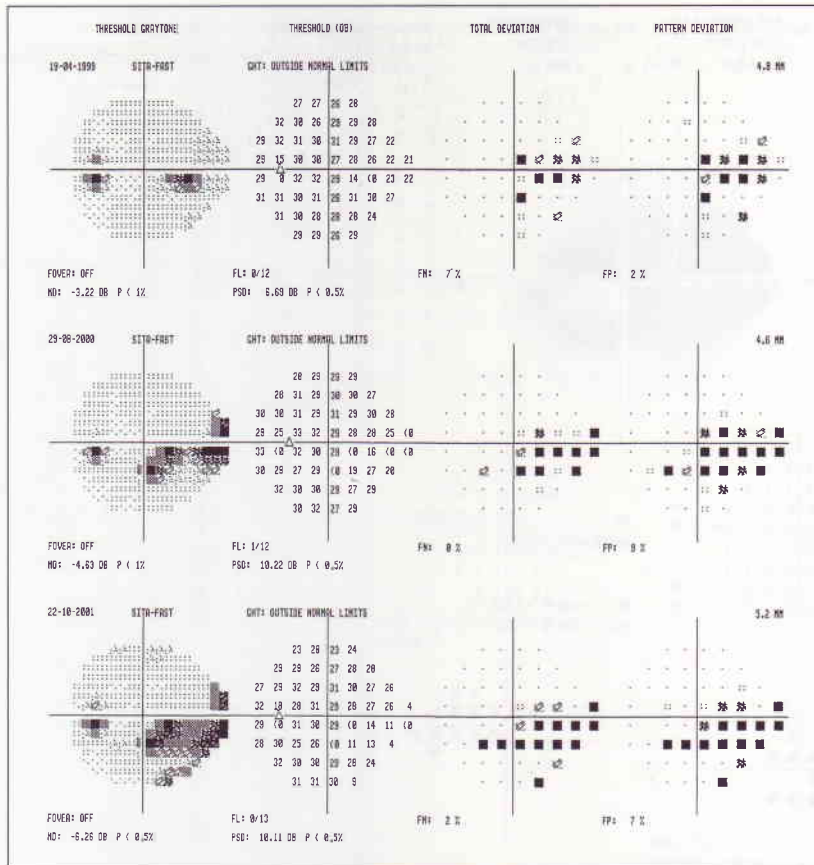 THRESHOLD GRAYTONE THRESHOLD (DB) TOTAL DEVIATION PATTERN DEVIATION
19-04-1999 SITA-FAST GHT: OUTSIDE NORMAL LIMITS 4.8 MM
27 27 26 28
32 30 26 28 29 28
29 32 31 30 31 29 27 22
28 15 30 30 27 28 26 22 21
29 0 32 32 29 14 (0 23 22
31 31 30 31 28 31 30 27
31 30 28 28 28 24
29 29 26 29
FOVEA: OFF FL: 0/12 FN: 7 % FP: 2 %
MD: -3.22 DB P < 1% PSD: 6.69 DB P < 0.5%
29-08-2000 SITA-FAST GHT: OUTSIDE NORMAL LIMITS 4.6 MM
28 29 29 29
28 31 29 30 30 27
30 30 31 29 31 29 30 28
28 25 33 32 29 28 28 25 (0
33 (0 32 30 29 (0 16 (0 (0
30 29 27 29 (0 19 27 20
32 30 30 29 27 29
30 32 27 29
FOVEA: OFF FL: 1/12 FN: 0 % FP: 9 %
MD: -4.63 DB P < 1% PSD: 10.22 DB P < 0.5%
22-10-2001 SITA-FAST GHT: OUTSIDE NORMAL LIMITS 5.2 MM
23 28 23 24
29 28 26 27 28 20
27 29 32 29 31 30 27 26
32 18 28 31 29 28 27 26 4
29 (0 31 30 29 (0 14 11 (0
28 30 25 26 (0 11 13 4
32 30 30 29 28 24
31 31 30 9
FOVEA: OFF FL: 0/13 FN: 2 % FP: 7 %
MD: -6.26 DB P < 0.5% PSD: 10.11 DB P < 0.5%